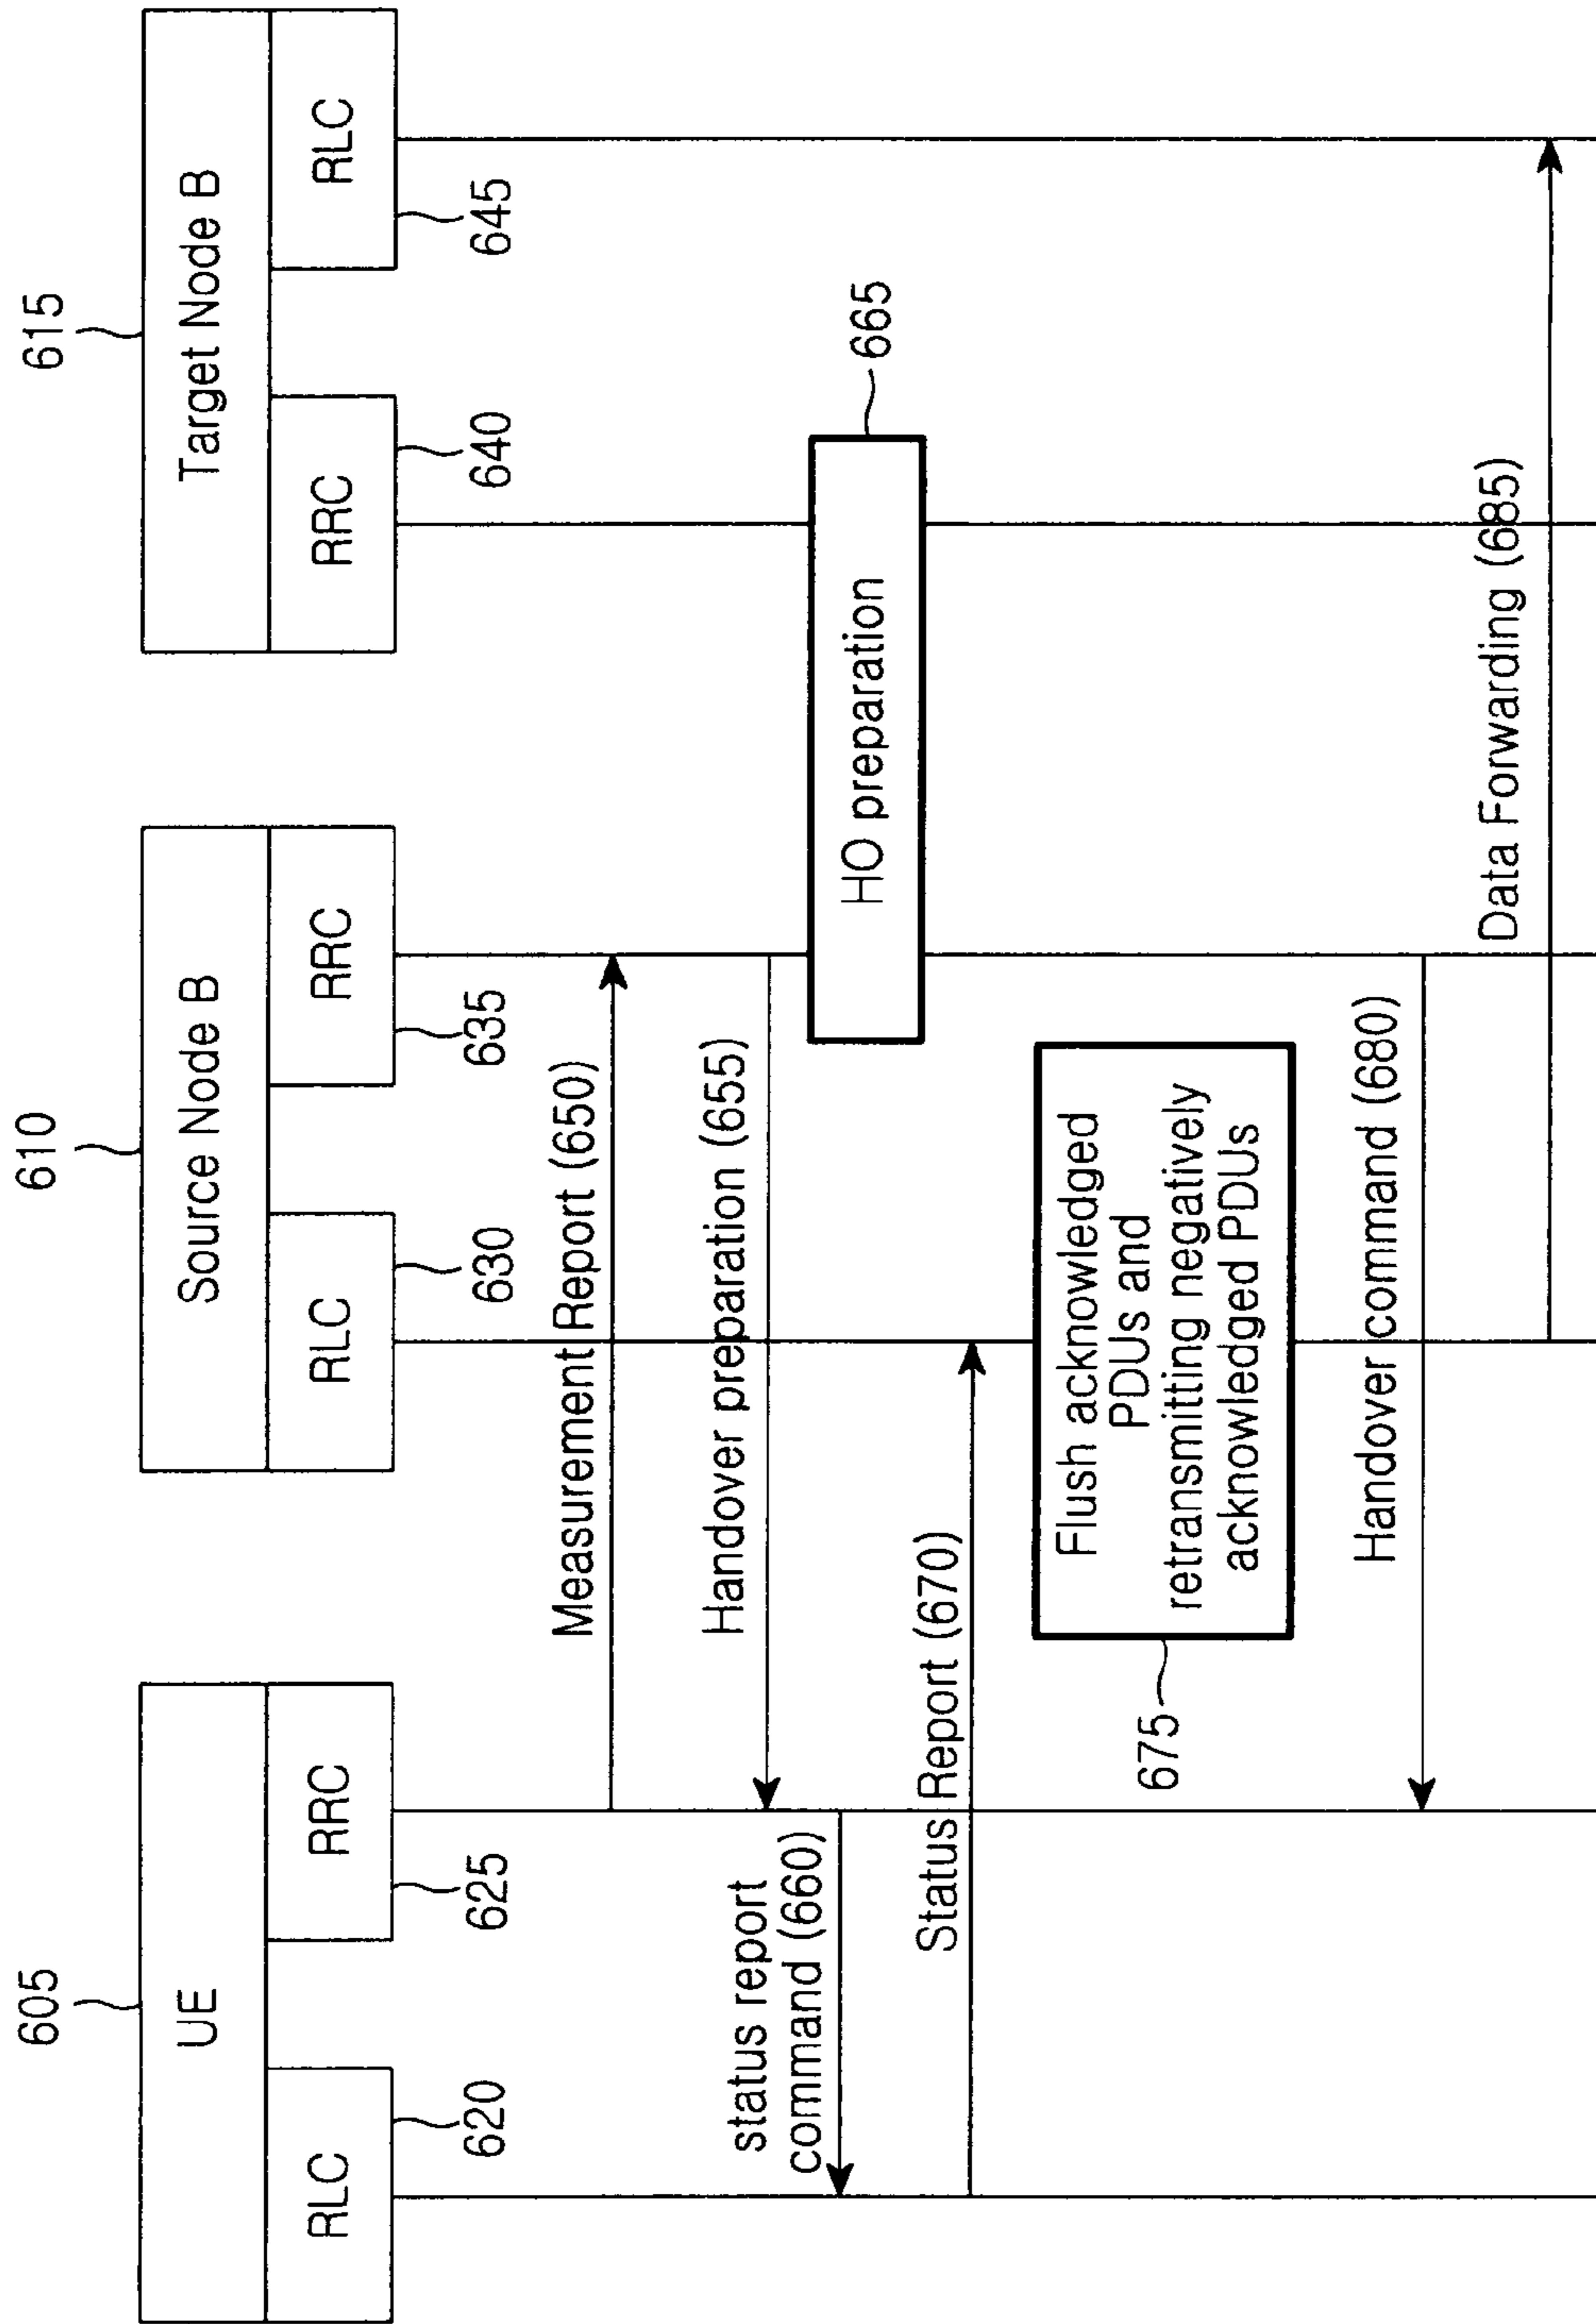 605
610
615
UE
Source Node B
Target Node B
RLC
RRC
RLC
RRC
RRC
RLC
620
625
630
635
640
645
Measurement Report (650)
Handover preparation (655)
status report
command (660)
HO preparation
665
Status Report (670)
Flush acknowledged
PDUs and
retransmitting negatively
acknowledged PDUs
675
Handover command (680)
Data Forwarding (685)